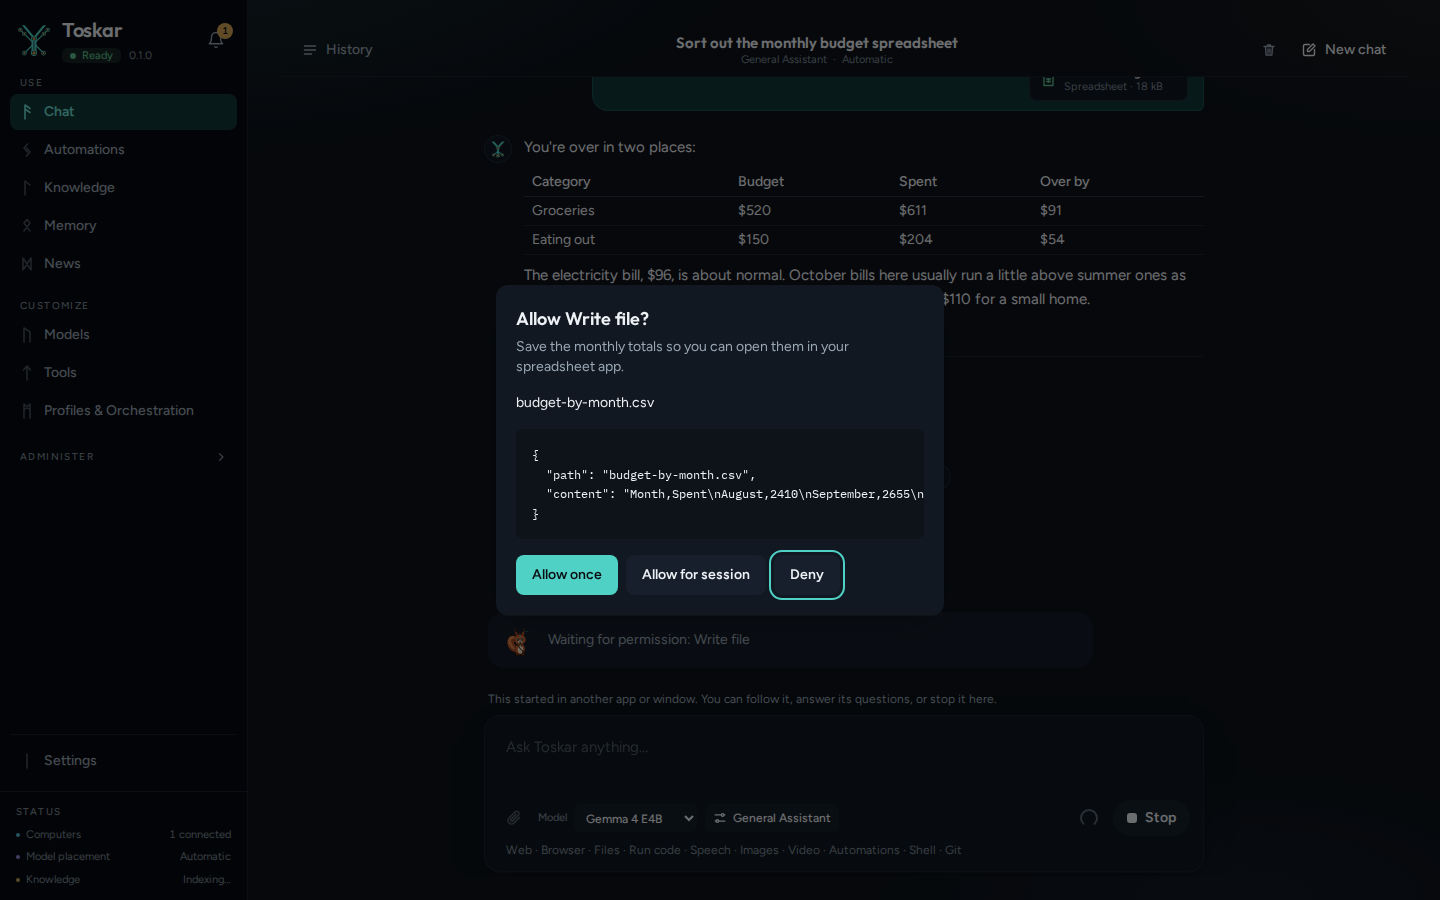 Toskar
Ready 0.1.0
1
USE
Chat
Automations
Knowledge
Memory
News
CUSTOMIZE
Models
Tools
Profiles & Orchestration
ADMINISTER
Settings
STATUS
Computers 1 connected
Model placement Automatic
Knowledge Indexing...
History
Sort out the monthly budget spreadsheet
General Assistant · Automatic
New chat
Spreadsheet · 18 kB
You're over in two places:
Category Budget Spent Over by
Groceries $520 $611 $91
Eating out $150 $204 $54
The electricity bill, $96, is about normal. October bills here usually run a little above summer ones as
$110 for a small home.
Allow Write file?
Save the monthly totals so you can open them in your
spreadsheet app.
budget-by-month.csv
{
"path": "budget-by-month.csv",
"content": "Month,Spent\nAugust,2410\nSeptember,2655\n
}
Allow once Allow for session Deny
Waiting for permission: Write file
This started in another app or window. You can follow it, answer its questions, or stop it here.
Ask Toskar anything...
Model Gemma 4 E4B General Assistant Stop
Web · Browser · Files · Run code · Speech · Images · Video · Automations · Shell · Git